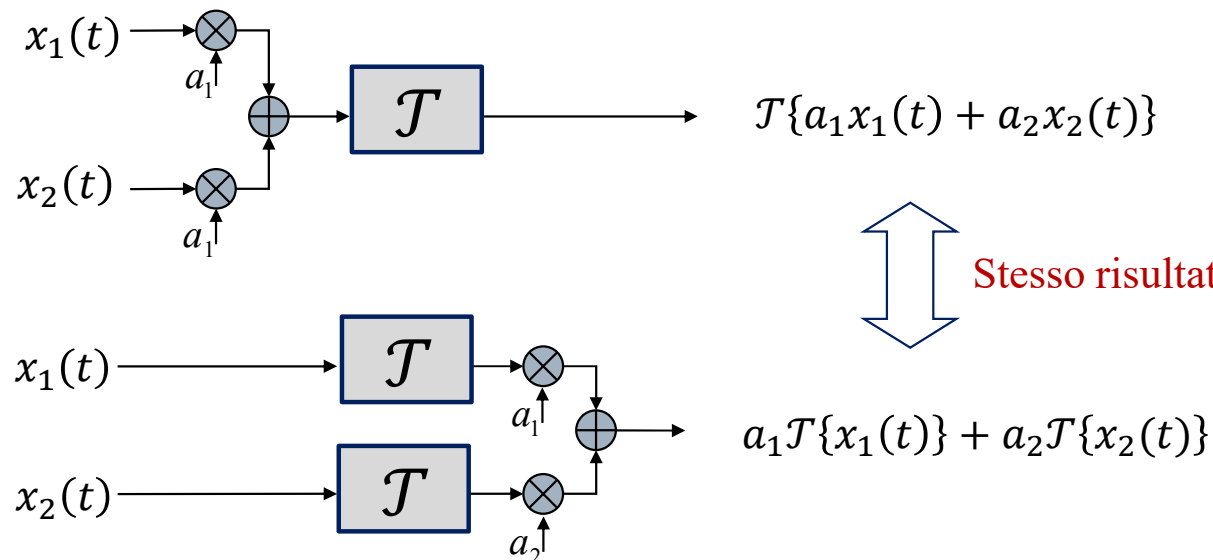 x₁(t)
a₁
𝒯
𝒯{a₁x₁(t) + a₂x₂(t)}
x₂(t)
a₁
Stesso risultat
x₁(t)
𝒯
a₁
a₁𝒯{x₁(t)} + a₂𝒯{x₂(t)}
x₂(t)
𝒯
a₂